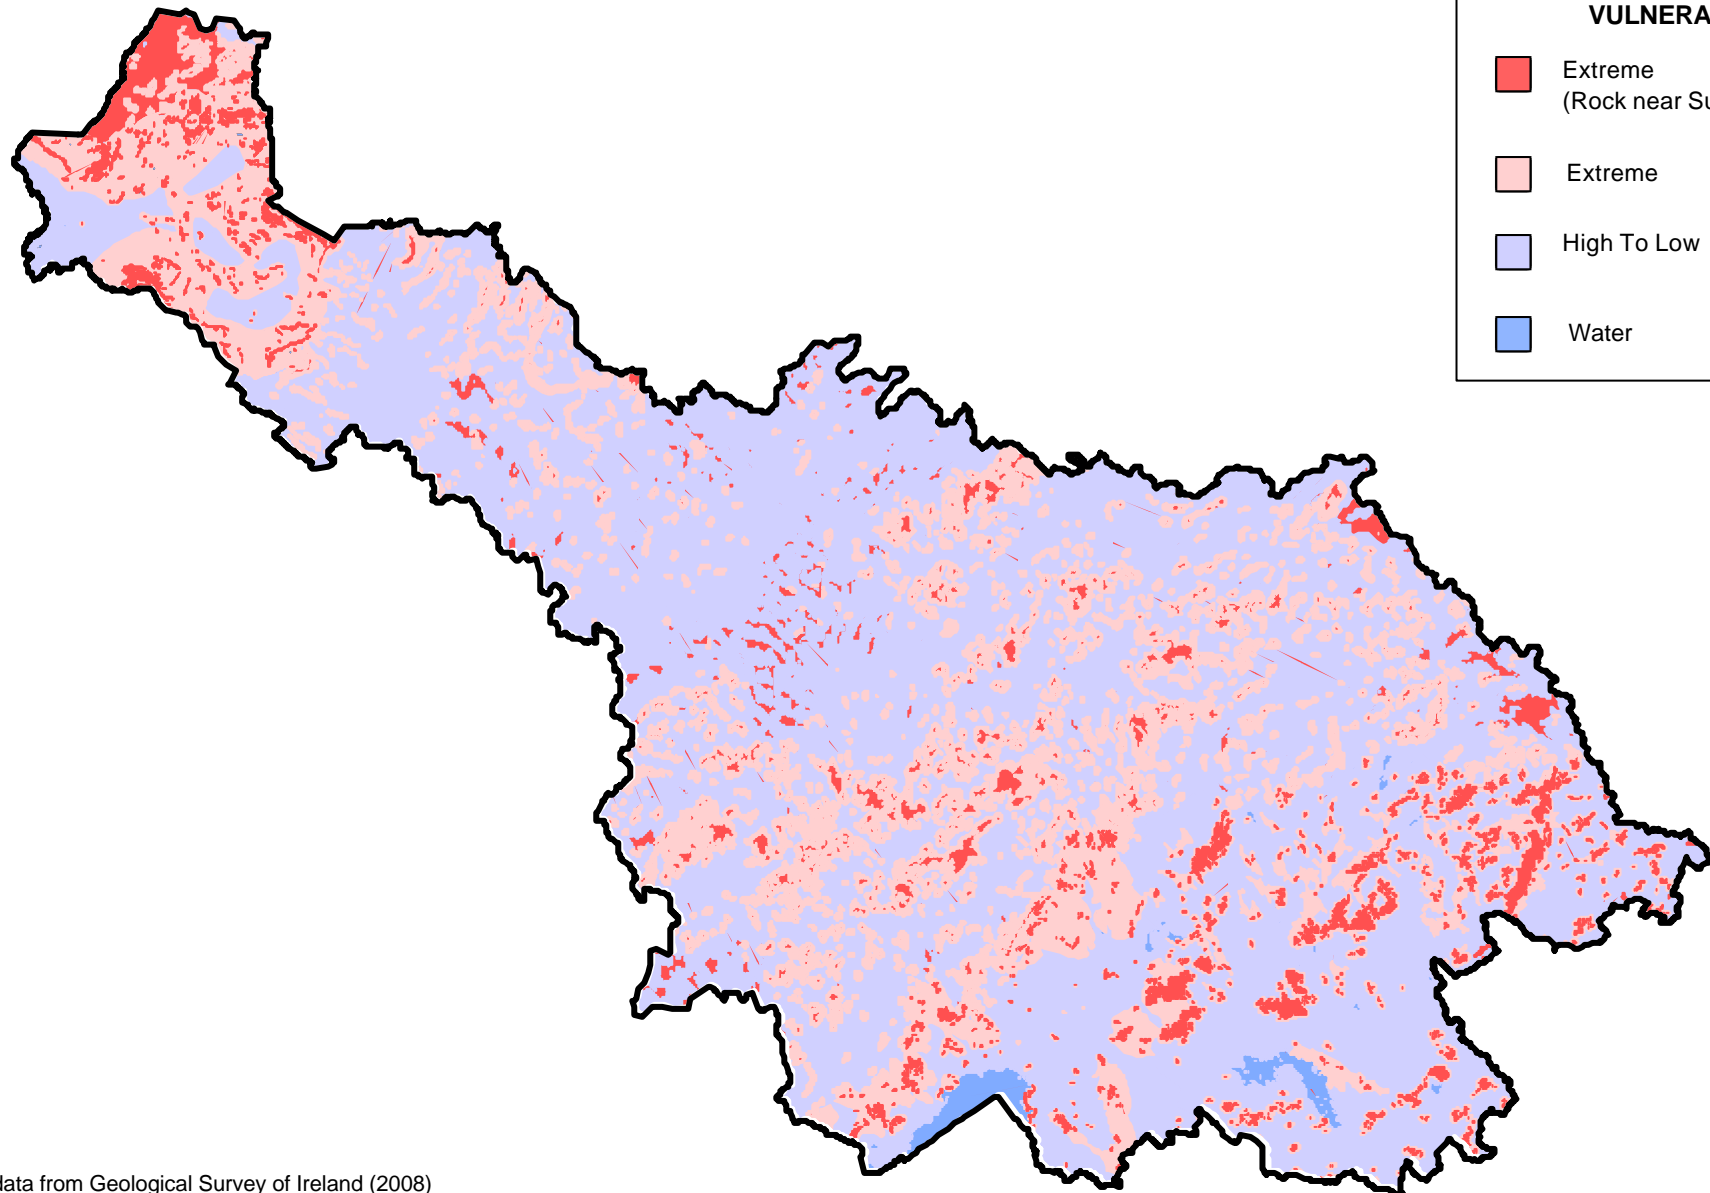 VULNERA
Extreme
(Rock near Su
Extreme
High To Low
Water
data from Geological Survey of Ireland (2008)